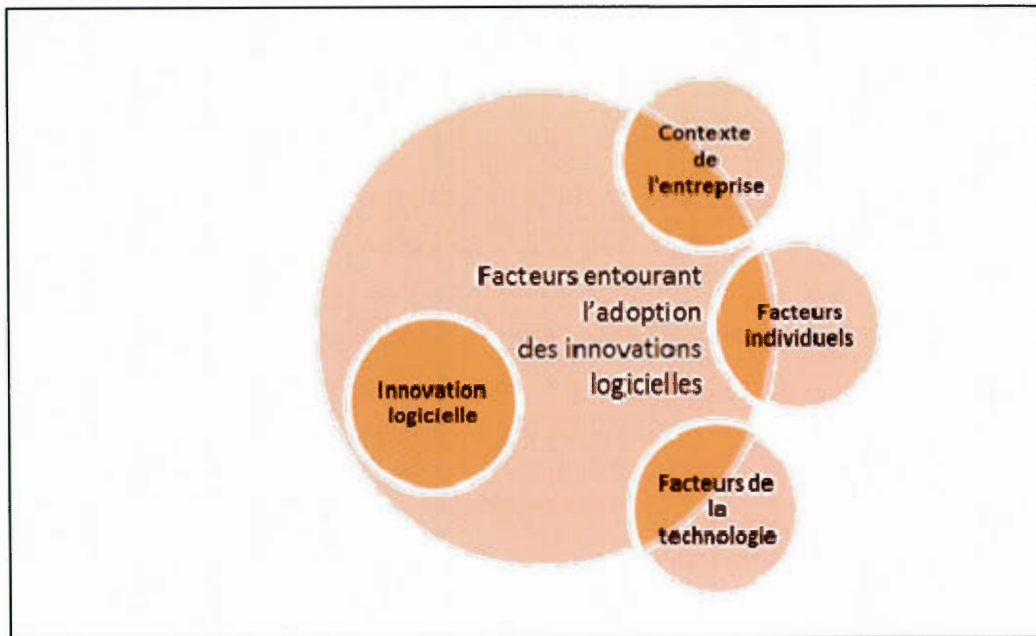 Contexte
de
l'entreprise
Facteurs entourant
l'adoption
des innovations
logicielles
Facteurs
individuels
Innovation
logicielle
Facteurs de
la
technologie